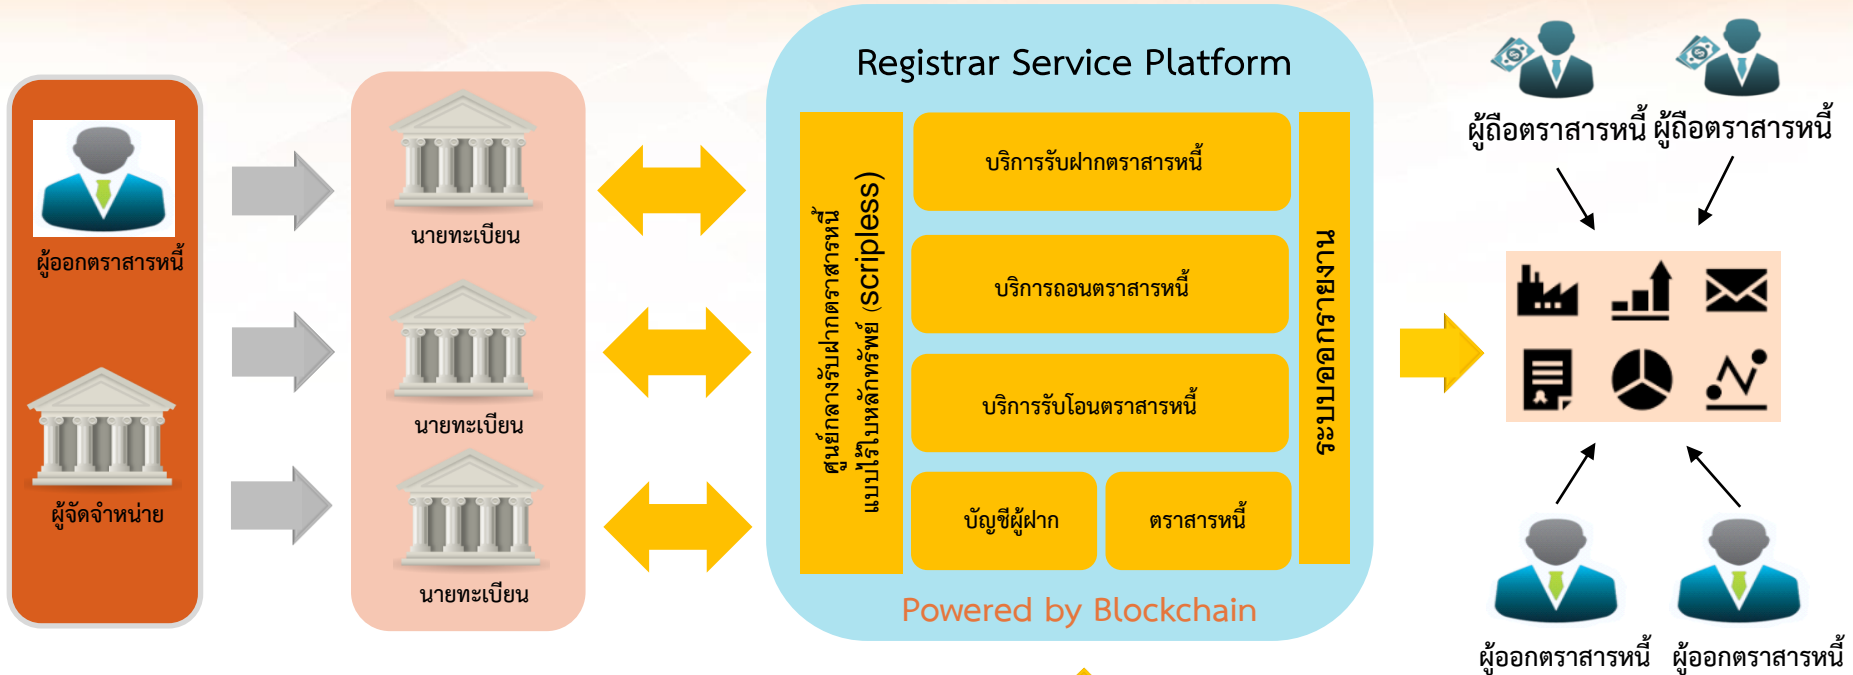 ผู้ออกตราสารหนี้
ผู้จัดจำหน่าย
นายทะเบียน
นายทะเบียน
นายทะเบียน
Registrar Service Platform
ศูนย์กลางรับฝากตราสารหนี้
แบบไร้ใบหลักทรัพย์ (scripless)
บริการรับฝากตราสารหนี้
บริการถอนตราสารหนี้
บริการรับโอนตราสารหนี้
บัญชีผู้ฝาก
ตราสารหนี้
ระบบออกรายงาน
Powered by Blockchain
ผู้ถือตราสารหนี้ ผู้ถือตราสารหนี้
ผู้ออกตราสารหนี้ ผู้ออกตราสารหนี้